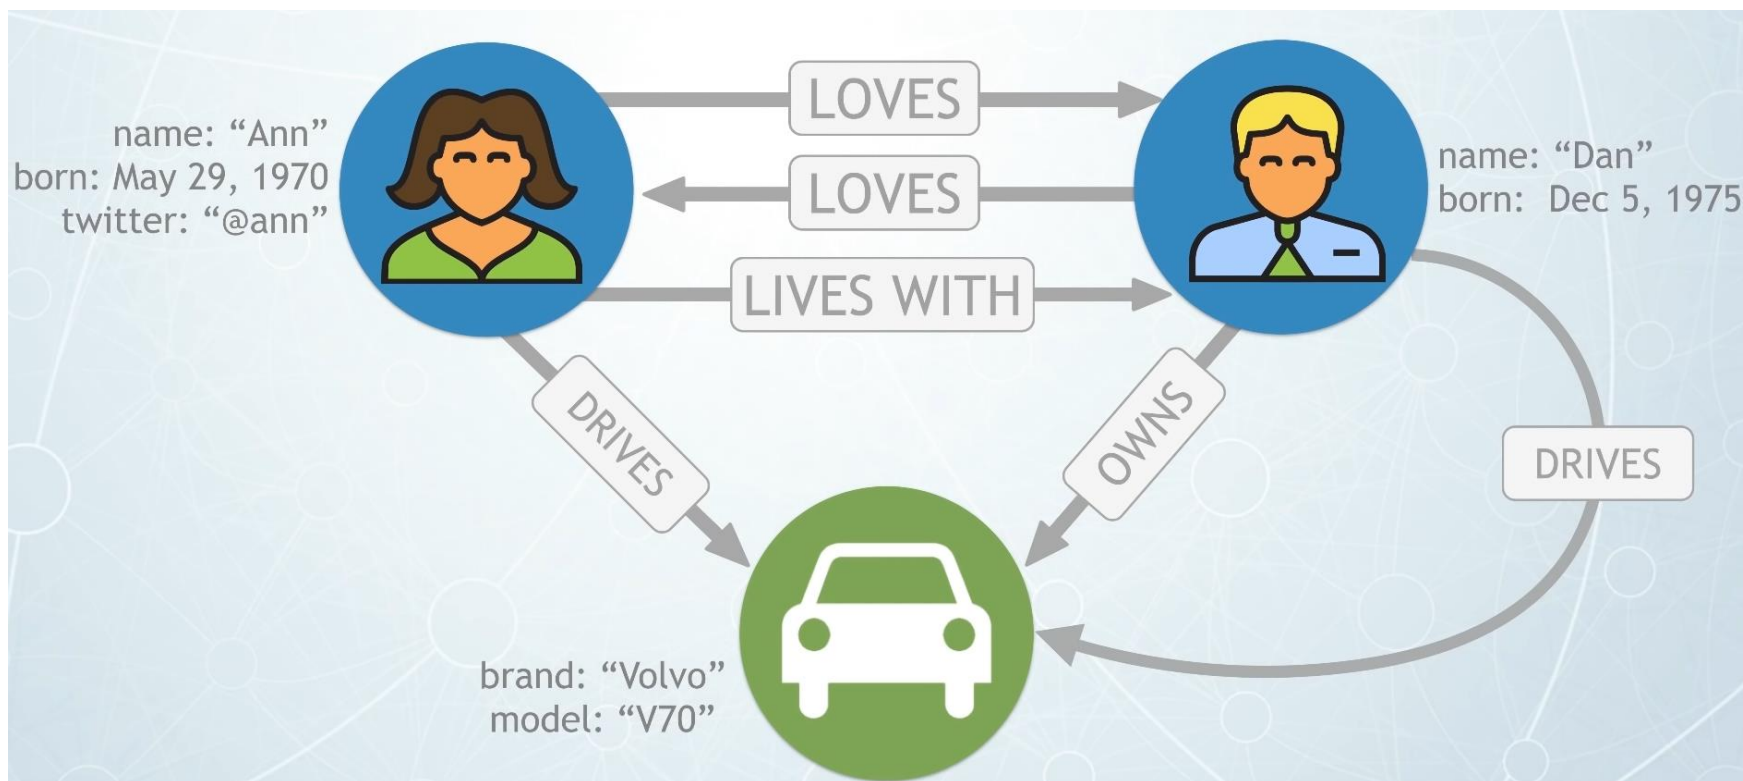 LOVES
name: “Ann”
born: May 29, 1970
twitter: “@ann”
LOVES
name: “Dan”
born: Dec 5, 1975
LIVES WITH
DRIVES
OWNS
DRIVES
brand: “Volvo”
model: “V70”